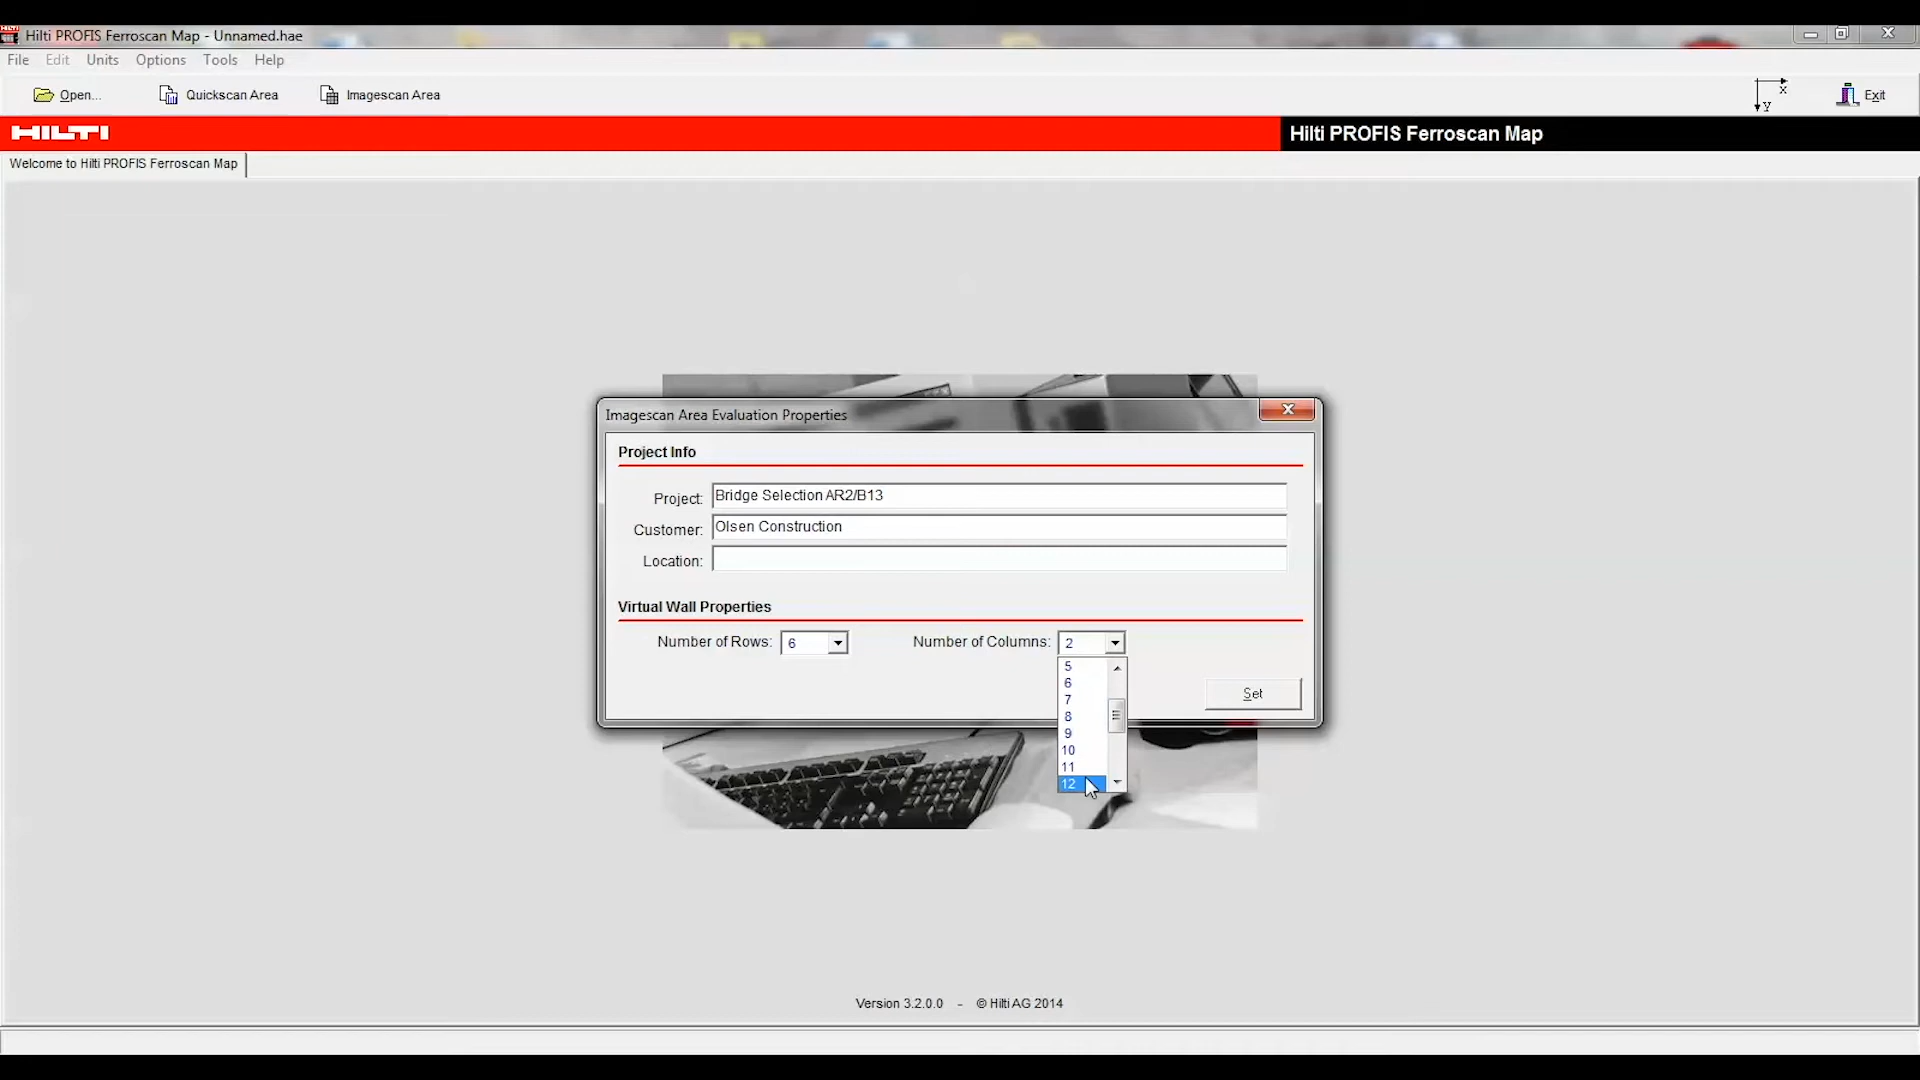 HILTI
Hilti PROFIS Ferroscan Map - Unnamed.hae
File Edit Units Options Tools Help
Open... Quickscan Area Imagescan Area x y Exit
HILTI Hilti PROFIS Ferroscan Map
Welcome to Hilti PROFIS Ferroscan Map
Imagescan Area Evaluation Properties
Project Info
Project: Bridge Selection AR2/B13
Customer: Olsen Construction
Location:
Virtual Wall Properties
Number of Rows: 6 Number of Columns: 2
5
6
7
8
9
10
11
12
Set
Version 3.2.0.0 - © Hilti AG 2014